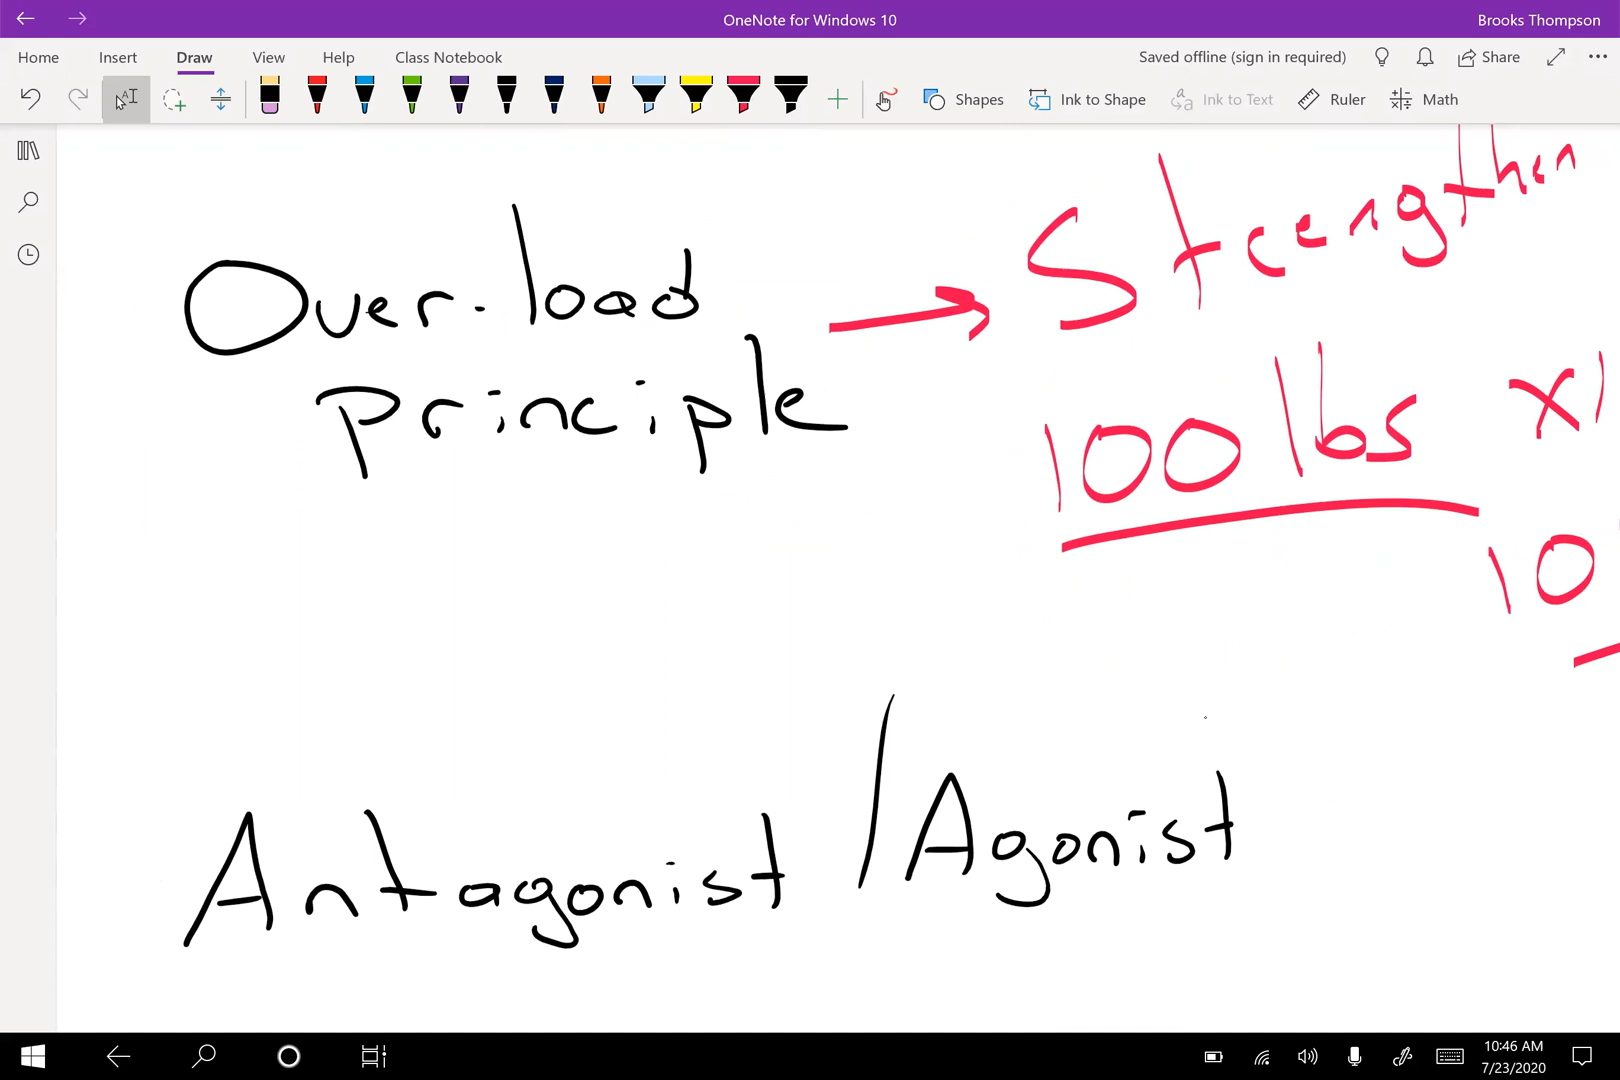 OneNote for Windows 10
Brooks Thompson
Home Insert Draw View Help Class Notebook
Saved offline (sign in required) Share
Shapes Ink to Shape Ink to Text Ruler Math
Over-load → Strengthen
principle
100 lbs x1
10
Antagonist / Agonist
10:46 AM
7/23/2020